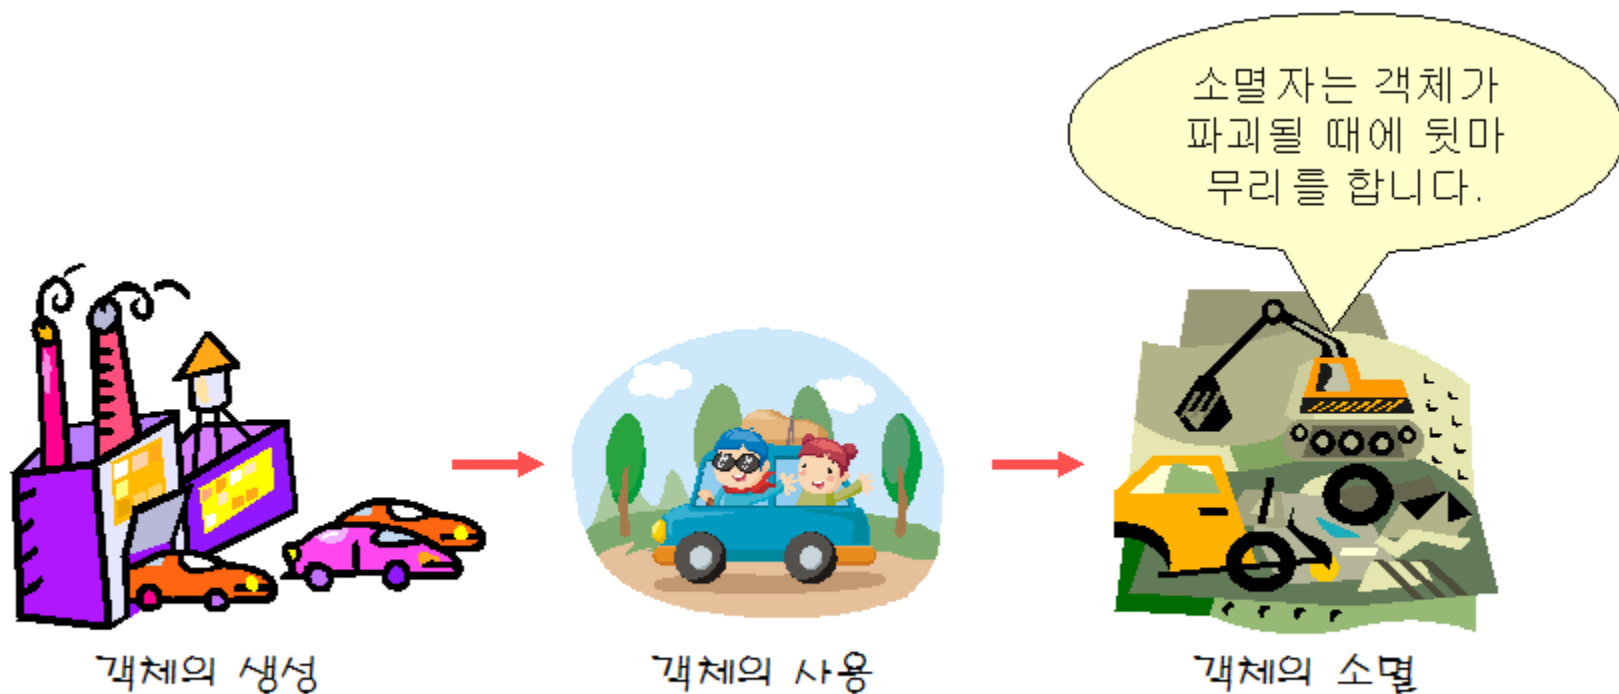 소멸자는 객체가
파괴될 때에 뒷마
무리를 합니다.
객체의 생성
객체의 사용
객체의 소멸